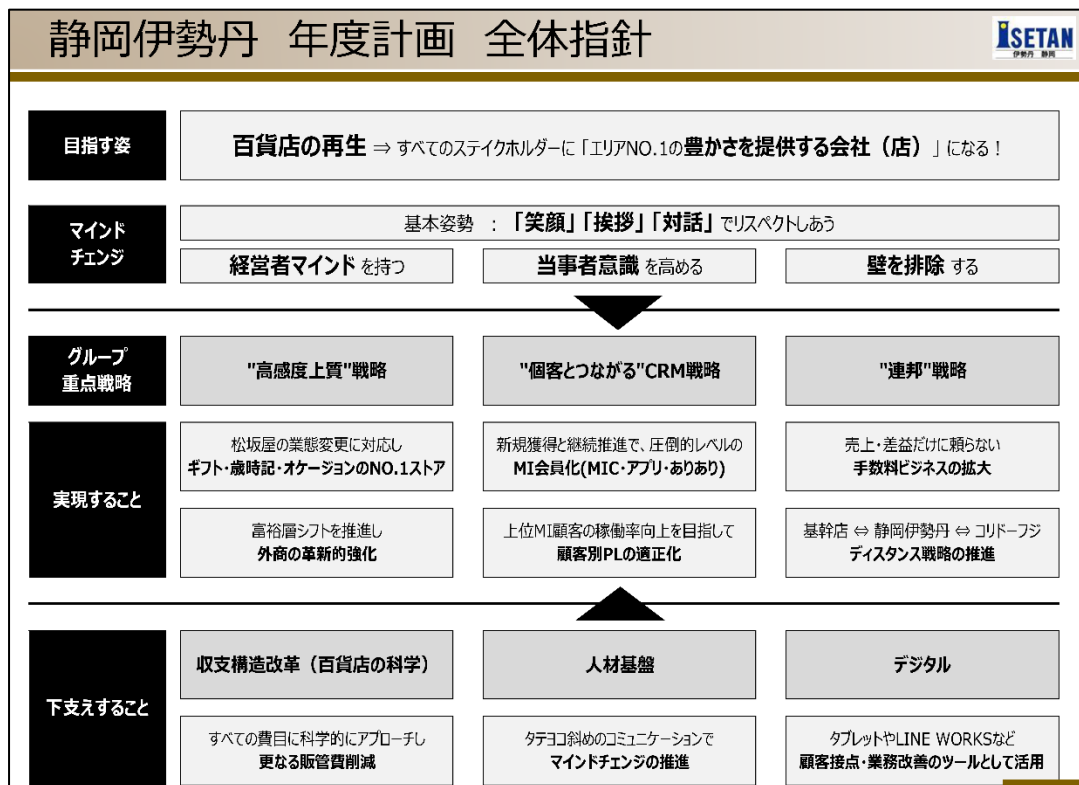 静岡伊勢丹 年度計画 全体指針
ISETAN
伊勢丹 静岡
目指す姿
百貨店の再生 ⇒ すべてのステイクホルダーに「エリアNO.1の豊かさを提供する会社（店）」になる！
マインド
チェンジ
基本姿勢 : 「笑顔」「挨拶」「対話」でリスペクトしあう
経営者マインド を持つ
当事者意識 を高める
壁を排除 する
グループ
重点戦略
"高感度上質"戦略
"個客とつながる"CRM戦略
"連邦"戦略
実現すること
松坂屋の業態変更に対応し
ギフト・歳時記・オケージョンのNO.1ストア
新規獲得と継続推進で、圧倒的レベルの
MI会員化(MIC・アプリ・ありあり)
売上・差益だけに頼らない
手数料ビジネスの拡大
富裕層シフトを推進し
外商の革新的強化
上位MI顧客の稼働率向上を目指して
顧客別PLの適正化
基幹店 ⇔ 静岡伊勢丹 ⇔ コリドーフジ
ディスタンス戦略の推進
下支えすること
収支構造改革（百貨店の科学）
人材基盤
デジタル
すべての費目に科学的にアプローチし
更なる販管費削減
タテヨコ斜めのコミュニケーションで
マインドチェンジの推進
タブレットやLINE WORKSなど
顧客接点・業務改善のツールとして活用